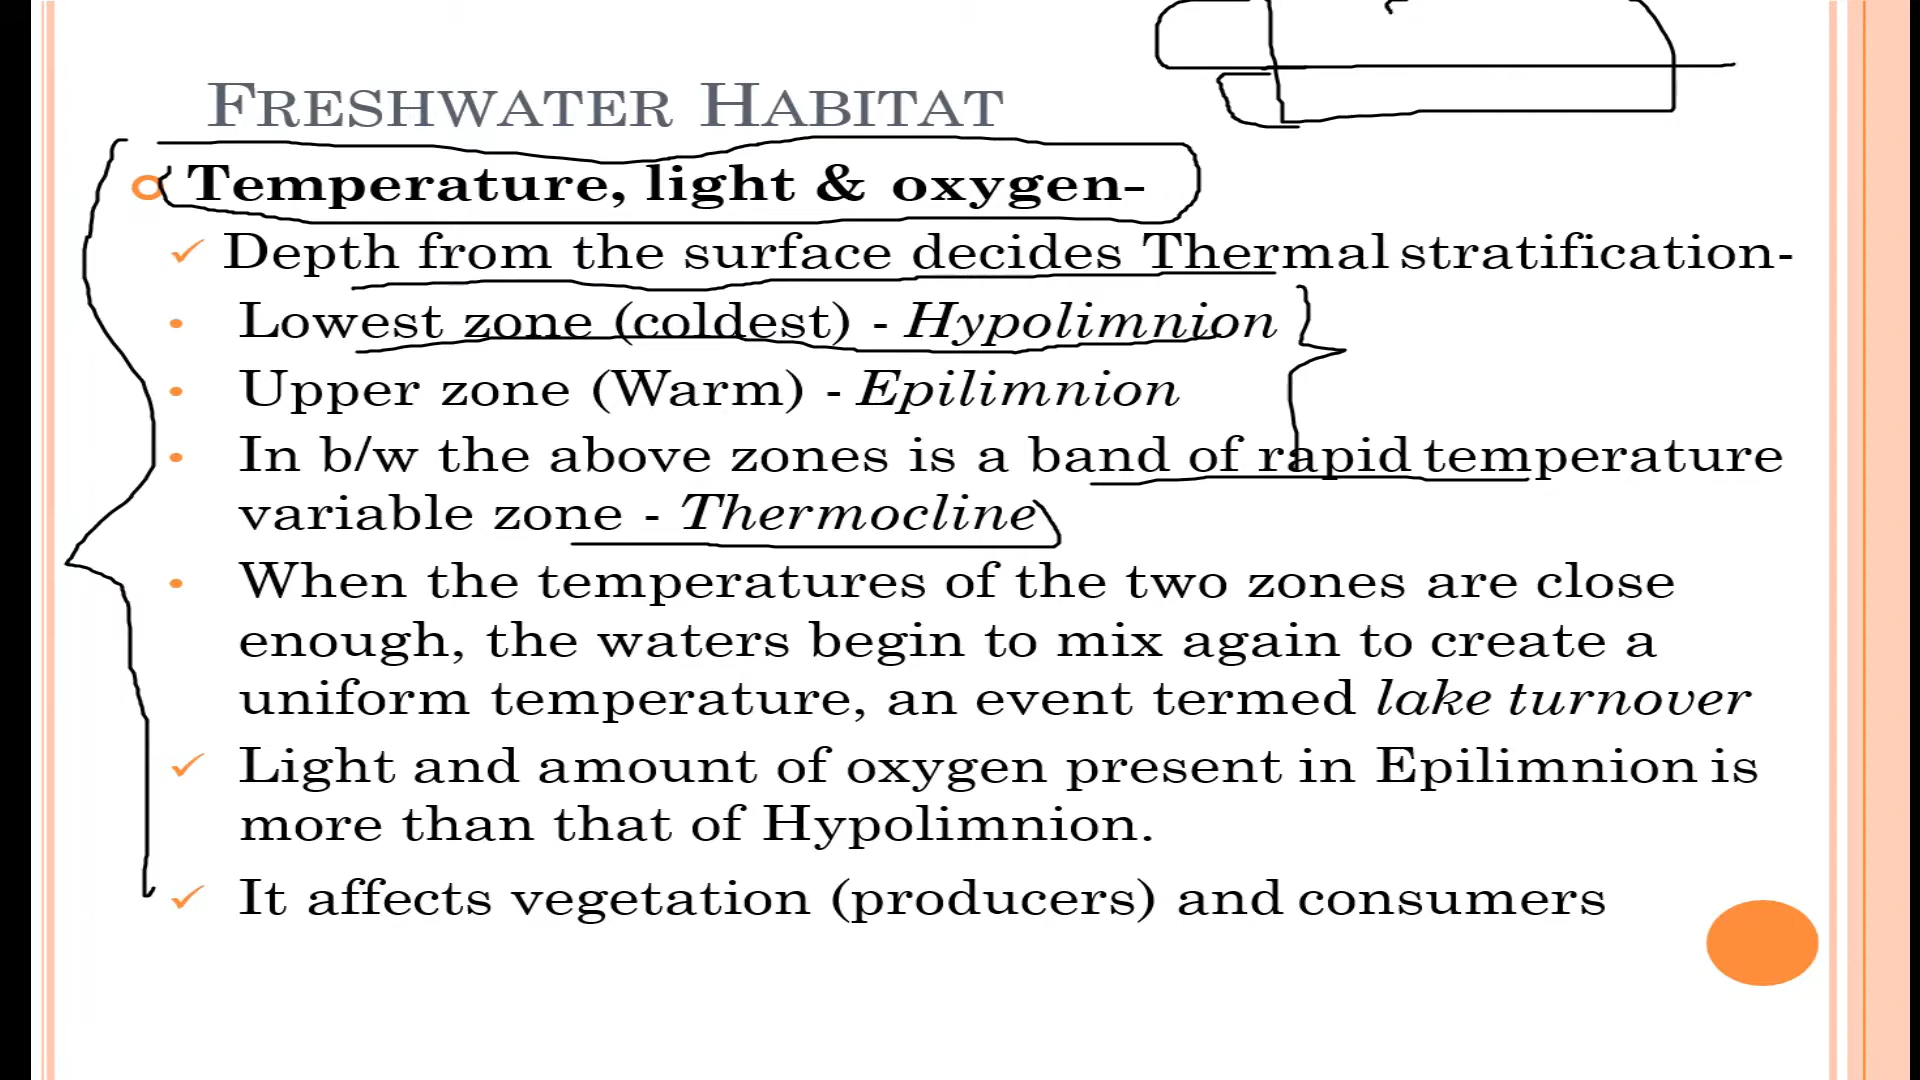 FRESHWATER HABITAT
Temperature, light & oxygen-
Depth from the surface decides Thermal stratification-
Lowest zone (coldest) - Hypolimnion
Upper zone (Warm) - Epilimnion
In b/w the above zones is a band of rapid temperature
variable zone - Thermocline
When the temperatures of the two zones are close
enough, the waters begin to mix again to create a
uniform temperature, an event termed lake turnover
Light and amount of oxygen present in Epilimnion is
more than that of Hypolimnion.
It affects vegetation (producers) and consumers